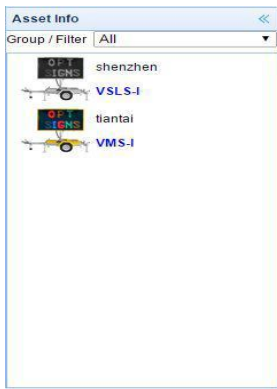 Asset Info
Group / Filter All
OPT
SIGNS
shenzhen
VSLS-I
OPT
SIGNS
tiantai
VMS-I